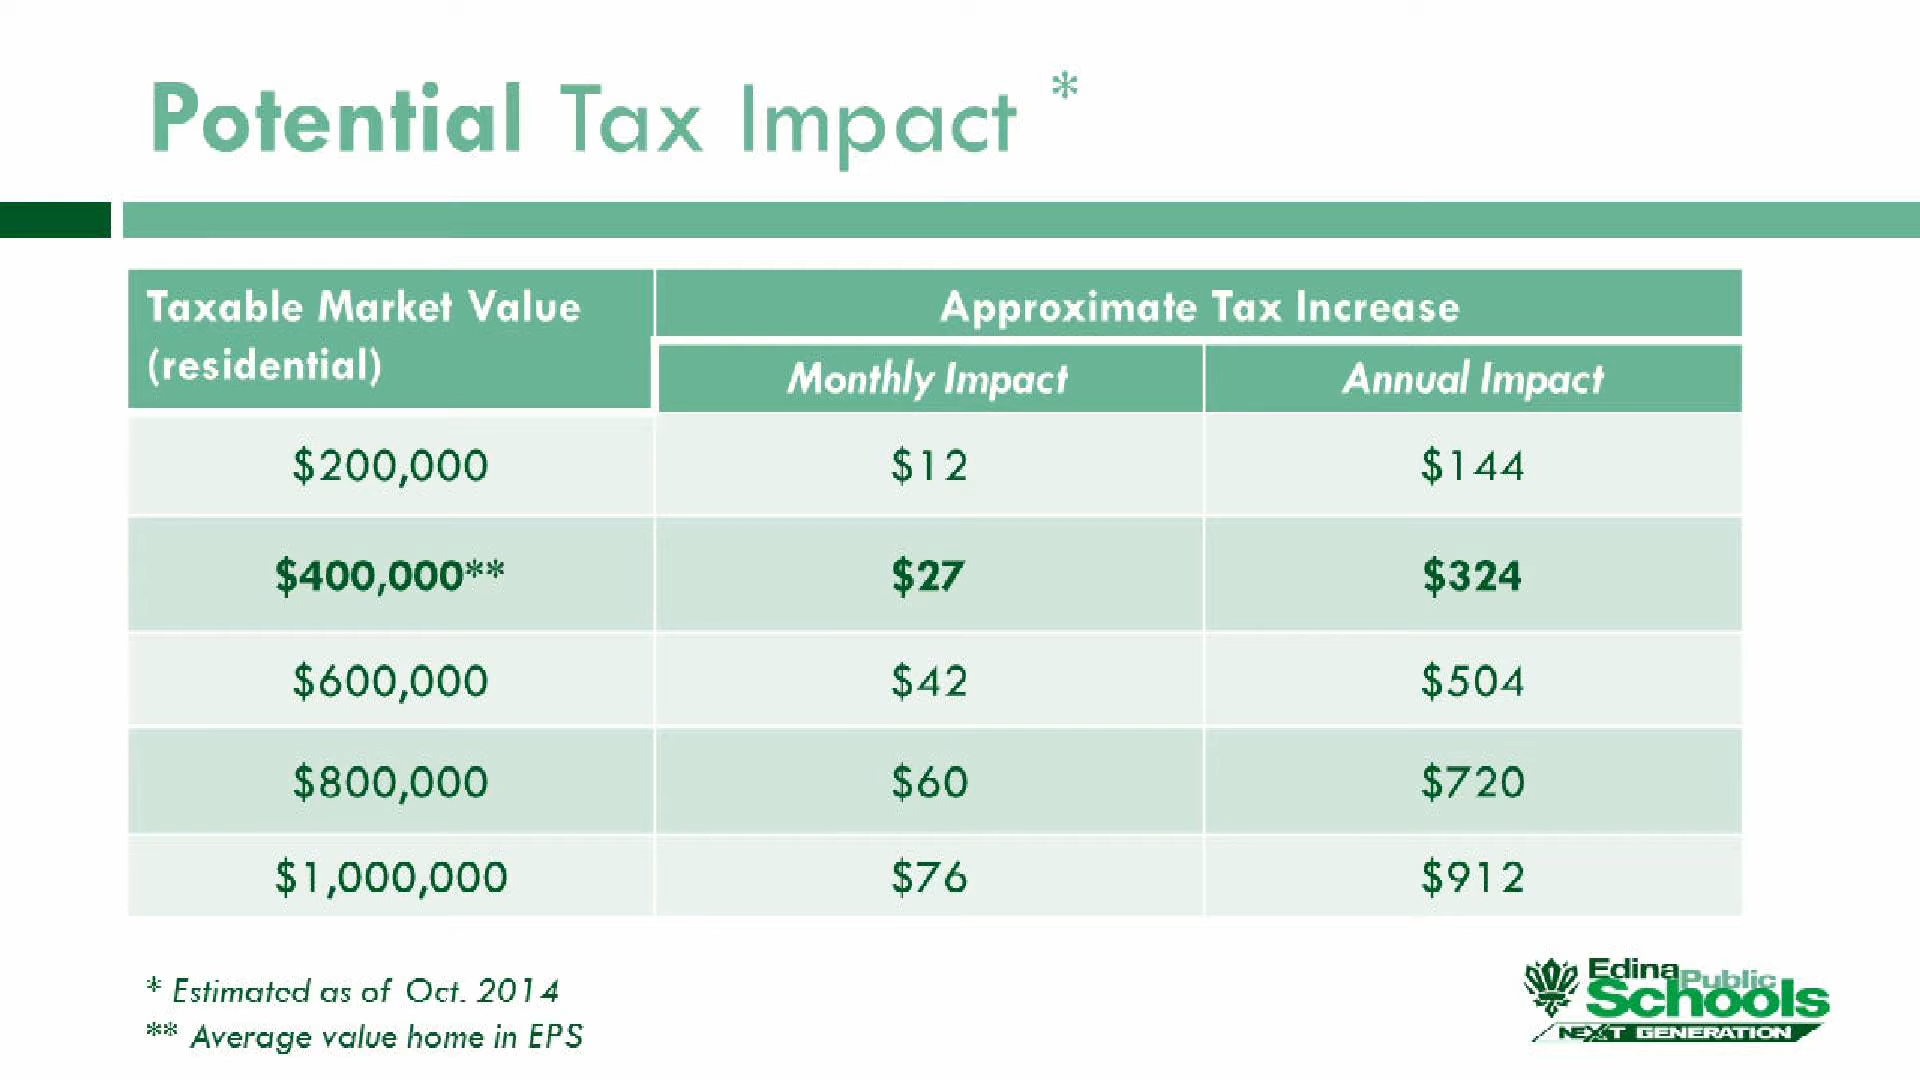 Potential Tax Impact *
Taxable Market Value
(residential)
Approximate Tax Increase
Monthly Impact Annual Impact
$200,000 $12 $144
$400,000** $27 $324
$600,000 $42 $504
$800,000 $60 $720
$1,000,000 $76 $912
* Estimated as of Oct. 2014
** Average value home in EPS
Edina Public
Schools
NEXT GENERATION